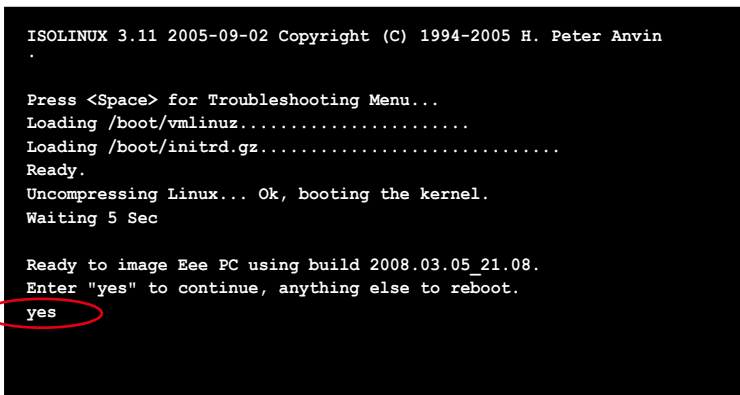 ISOLINUX 3.11 2005-09-02 Copyright (C) 1994-2005 H. Peter Anvin
.
Press <Space> for Troubleshooting Menu...
Loading /boot/vmlinuz.......................
Loading /boot/initrd.gz..............................
Ready.
Uncompressing Linux... Ok, booting the kernel.
Waiting 5 Sec
Ready to image Eee PC using build 2008.03.05_21.08.
Enter "yes" to continue, anything else to reboot.
yes